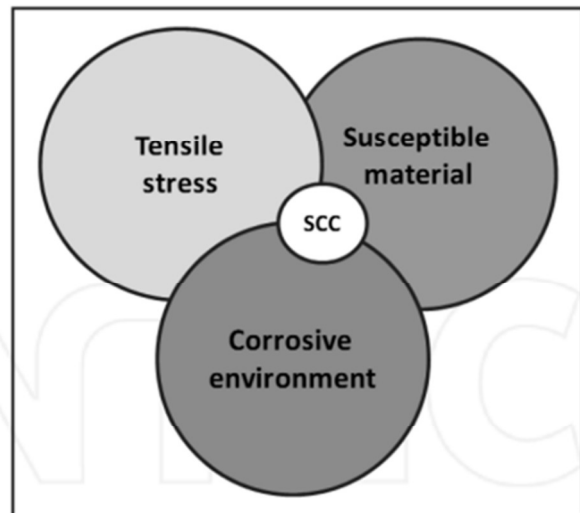 Tensile
stress
Susceptible
material
SCC
Corrosive
environment